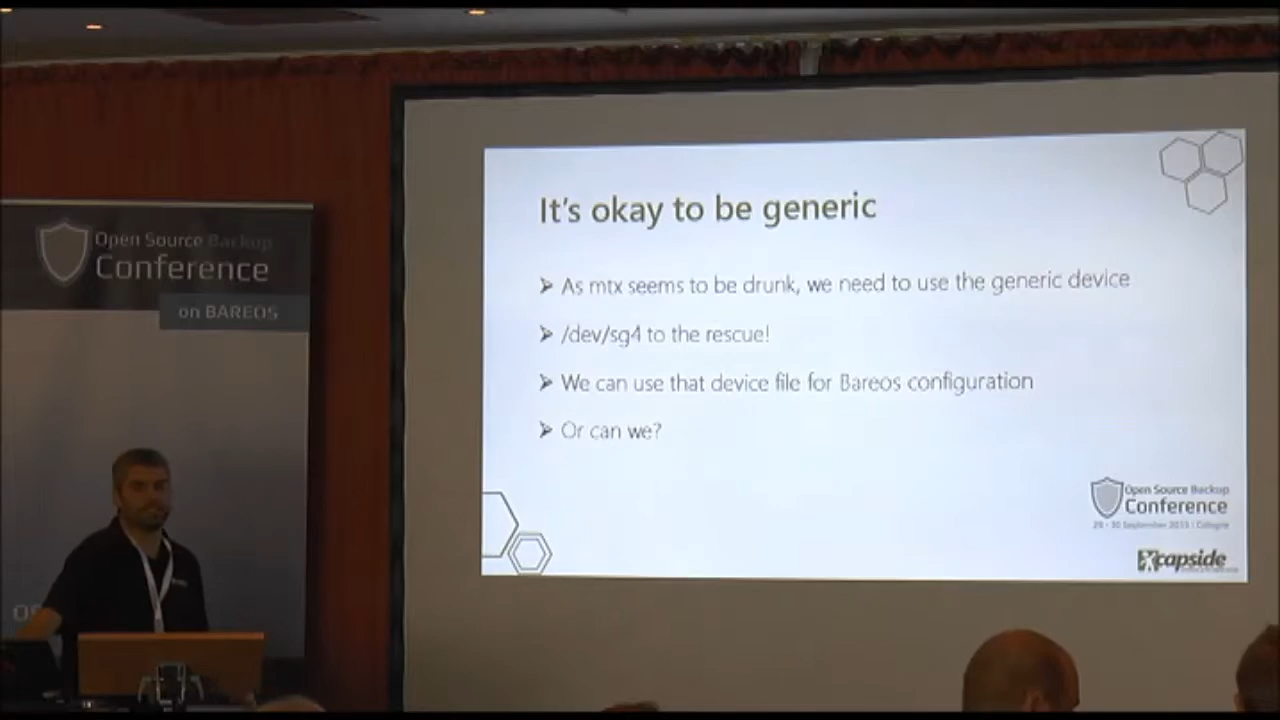 Open Source Backup
Conference
on BAREOS
It's okay to be generic
➢ As mtx seems to be drunk, we need to use the generic device
➢ /dev/sg4 to the rescue!
➢ We can use that device file for Bareos configuration
➢ Or can we?
Open Source Backup
Conference
capside